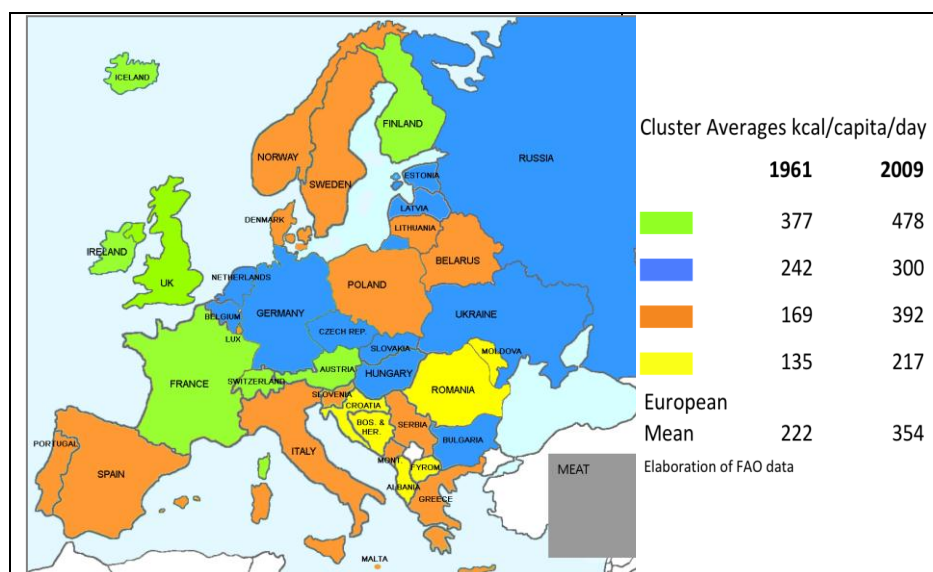 ICELAND
FINLAND
NORWAY
RUSSIA
SWEDEN
ESTONIA
LATVIA
DENMARK
LITHUANIA
IRELAND
BELARUS
UK
NETHERLANDS
POLAND
BELGIUM
GERMANY
UKRAINE
LUX
CZECH REP.
SLOVAKIA
MOLDOVA
FRANCE
SWITZERLAND
AUSTRIA
HUNGARY
ROMANIA
SLOVENIA
CROATIA
BOS. &
HER.
SERBIA
PORTUGAL
SPAIN
ITALY
MONT.
BULGARIA
FYROM
ALBANIA
GREECE
MALTA
MEAT
Cluster Averages kcal/capita/day
1961 2009
377 478
242 300
169 392
135 217
European
Mean 222 354
Elaboration of FAO data